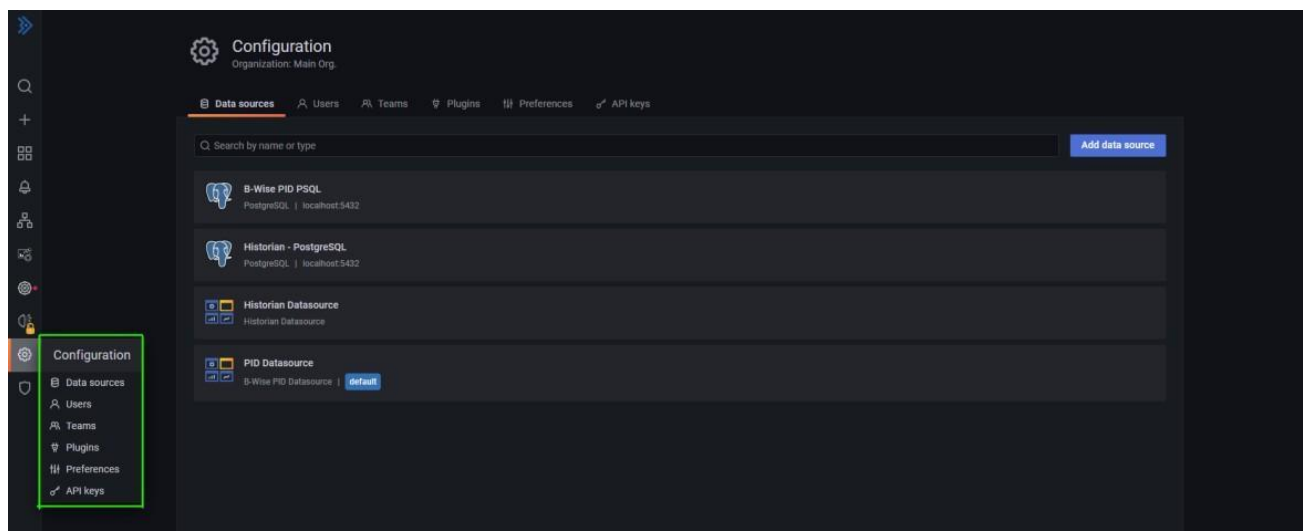 Configuration
Organization: Main Org.
Data sources Users Teams Plugins Preferences API keys
Search by name or type Add data source
B-Wise PID PSQL
PostgreSQL | localhost:5432
Historian - PostgreSQL
PostgreSQL | localhost:5432
Historian Datasource
Historian Datasource
PID Datasource
B-Wise PID Datasource | default
Configuration
Data sources
Users
Teams
Plugins
Preferences
API keys